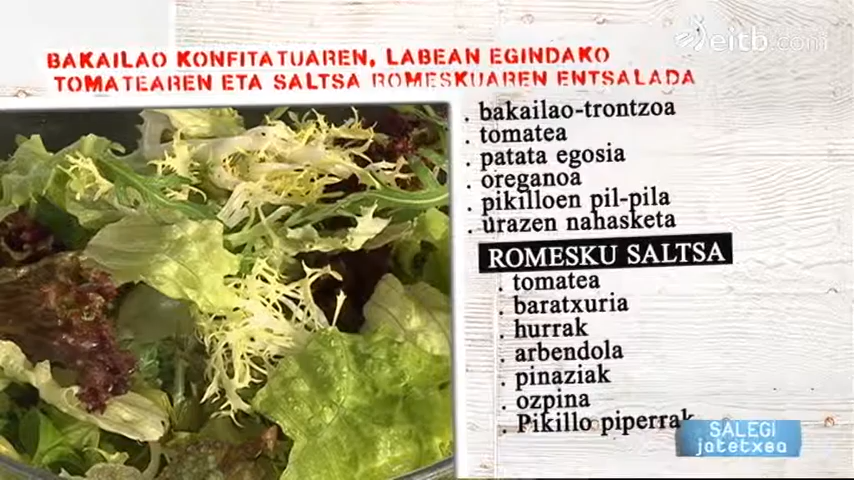 eitb.com
BAKAILAO KONFITATUAREN, LABEAN EGINDAKO
TOMATEAREN ETA SALTSA ROMESKUAREN ENTSALADA
. bakailao-trontzoa
. tomatea
. patata egosia
. oreganoa
. pikilloen pil-pila
. urazen nahasketa
ROMESKU SALTSA
. tomatea
. baratxuria
. hurrak
. arbendola
. pinaziak
. ozpina
. Pikillo piperrak
SALEGI
jatetxea